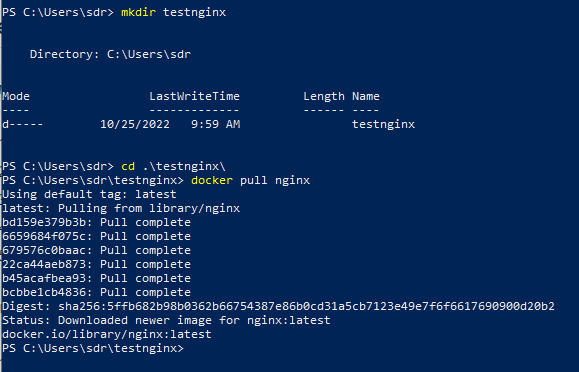 PS C:\Users\sdr> mkdir testnginx
Directory: C:\Users\sdr
Mode LastWriteTime Length Name
---- ------------- ------ ----
d----- 10/25/2022 9:59 AM testnginx
PS C:\Users\sdr> cd .\testnginx\
PS C:\Users\sdr\testnginx> docker pull nginx
Using default tag: latest
latest: Pulling from library/nginx
bd159e379b3b: Pull complete
6659684f075c: Pull complete
679576c0baac: Pull complete
22ca44aeb873: Pull complete
b45acafbea93: Pull complete
bcbbe1cb4836: Pull complete
Digest: sha256:5ffb682b98b0362b66754387e86b0cd31a5cb7123e49e7f6f6617690900d20b2
Status: Downloaded newer image for nginx:latest
docker.io/library/nginx:latest
PS C:\Users\sdr\testnginx>